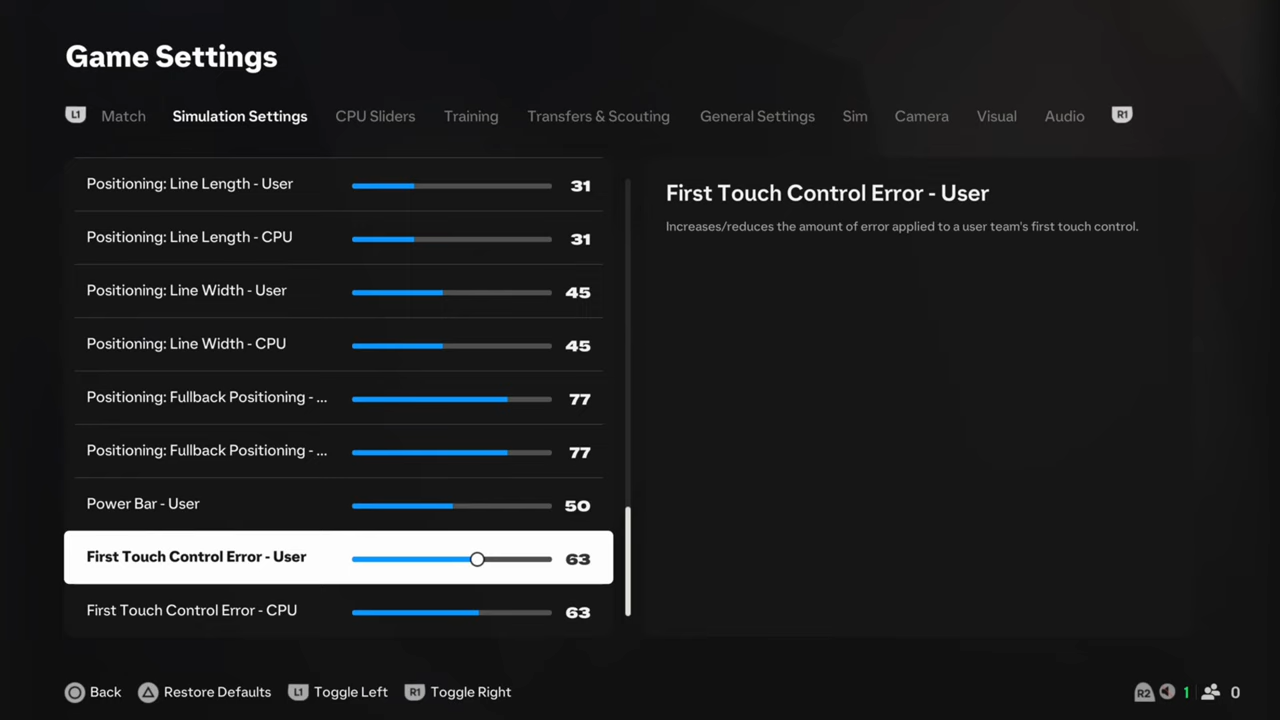 Game Settings
L1 Match Simulation Settings CPU Sliders Training Transfers & Scouting General Settings Sim Camera Visual Audio R1
Positioning: Line Length - User 31
Positioning: Line Length - CPU 31
Positioning: Line Width - User 45
Positioning: Line Width - CPU 45
Positioning: Fullback Positioning - ... 77
Positioning: Fullback Positioning - ... 77
Power Bar - User 50
First Touch Control Error - User 63
First Touch Control Error - CPU 63
First Touch Control Error - User
Increases/reduces the amount of error applied to a user team's first touch control.
Back Restore Defaults L1 Toggle Left R1 Toggle Right
R2 1 0